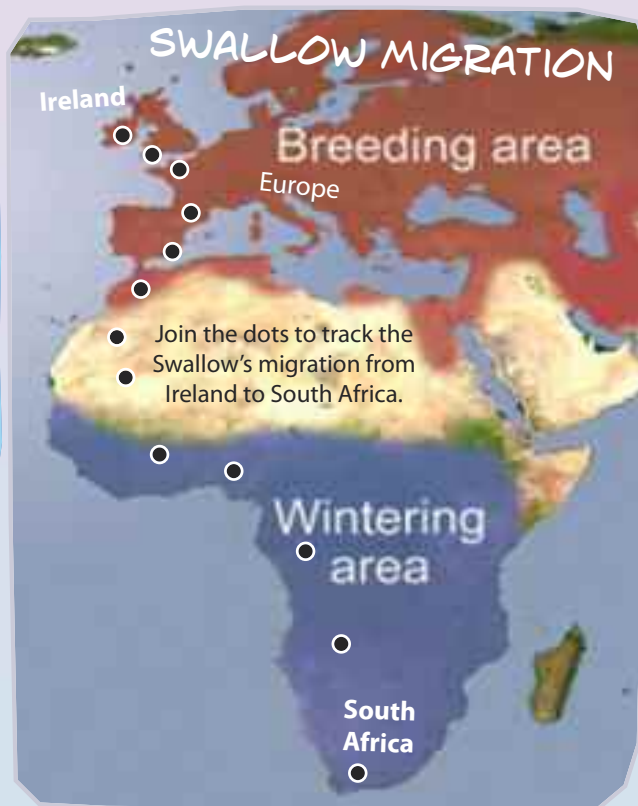 SWALLOW MIGRATION
Ireland
Breeding area
Europe
Join the dots to track the
Swallow's migration from
Ireland to South Africa.
Wintering
area
South
Africa